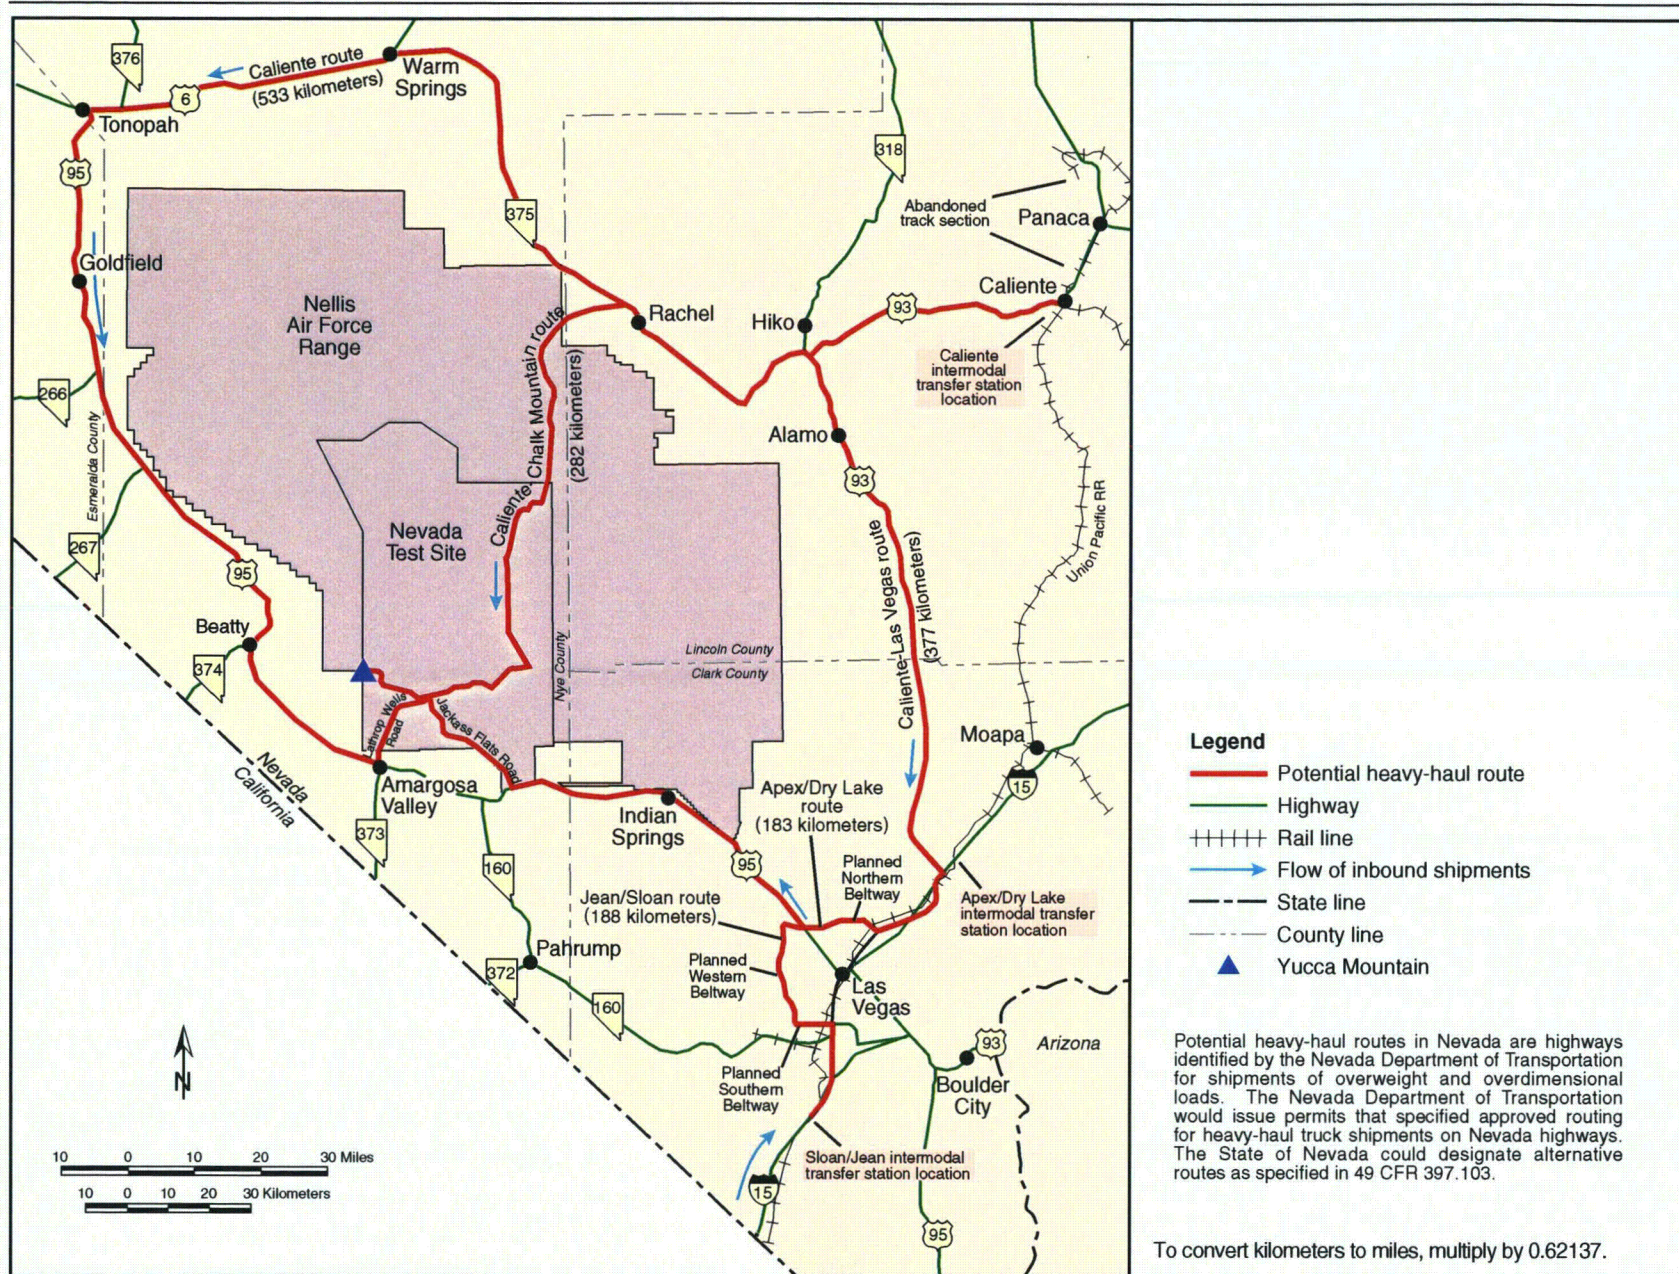 376
Caliente route
(533 kilometers)
Warm
Springs
6
Tonopah
95
318
375
Abandoned
track section
Panaca
Goldfield
Caliente
Nellis
Air Force
Range
Rachel
Hiko
93
Caliente
intermodal
transfer station
location
266
Caliente-Chalk Mountain route
(282 kilometers)
Alamo
93
Esmeralda County
Union Pacific RR
Nevada
Test Site
267
95
Caliente-Las Vegas route
(377 kilometers)
Beatty
374
Nye County
Lincoln County
Clark County
Lathrop Wells
Road
Jackass Flats Road
Moapa
15
Nevada
California
Amargosa
Valley
373
Indian
Springs
Apex/Dry Lake
route
(183 kilometers)
95
Planned
Northern
Beltway
160
Jean/Sloan route
(188 kilometers)
Apex/Dry Lake
intermodal transfer
station location
Pahrump
372
Planned
Western
Beltway
Las
Vegas
160
93
Arizona
Planned
Southern
Beltway
Boulder
City
N
Sloan/Jean intermodal
transfer station location
15
95
10 0 10 20 30 Miles
10 0 10 20 30 Kilometers
Legend
Potential heavy-haul route
Highway
Rail line
Flow of inbound shipments
State line
County line
Yucca Mountain
Potential heavy-haul routes in Nevada are highways
identified by the Nevada Department of Transportation
for shipments of overweight and overdimensional
loads. The Nevada Department of Transportation
would issue permits that specified approved routing
for heavy-haul truck shipments on Nevada highways.
The State of Nevada could designate alternative
routes as specified in 49 CFR 397.103.
To convert kilometers to miles, multiply by 0.62137.